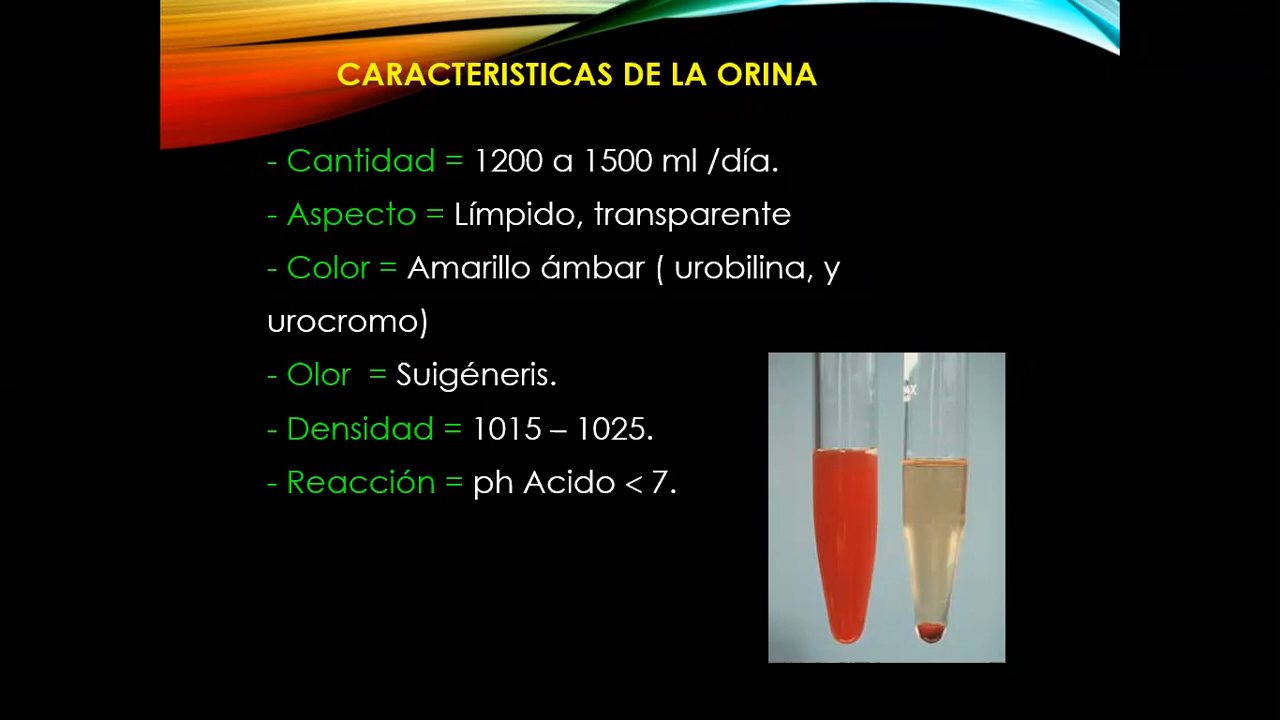 CARACTERISTICAS DE LA ORINA
- Cantidad = 1200 a 1500 ml /día.
- Aspecto = Límpido, transparente
- Color = Amarillo ámbar ( urobilina, y
urocromo)
- Olor = Suigéneris.
- Densidad = 1015 – 1025.
- Reacción = ph Acido < 7.